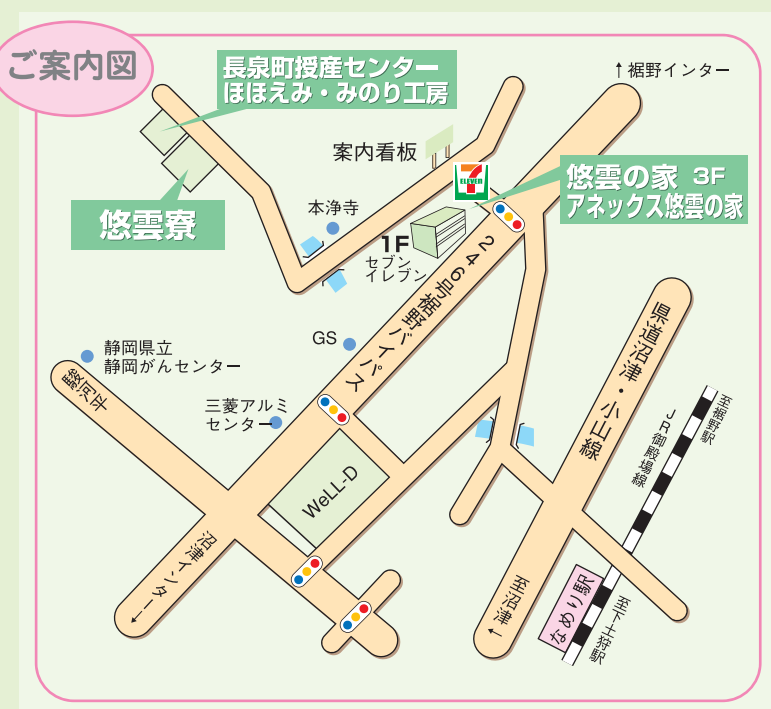 ご案内図
長泉町授産センター
ほほえみ・みのり工房
↑裾野インター
案内看板
ELEVEN
悠雲の家 3F
アネックス悠雲の家
悠雲寮
本浄寺
1F
セブン
イレブン
246号裾野バイパス
GS
静岡県立
静岡がんセンター
駿河平
三菱アルミ
センター
WeLL-D
県道沼津・小山線
至裾野駅
JR御殿場線
沼津インター→
至沼津
↑
なめり駅
至下土狩駅